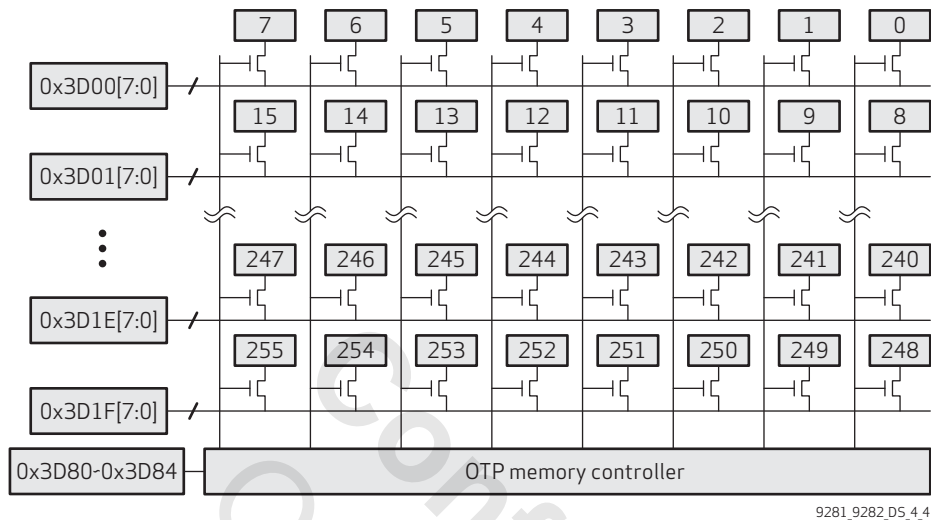 7 6 5 4 3 2 1 0
0x3D00[7:0]
15 14 13 12 11 10 9 8
0x3D01[7:0]
247 246 245 244 243 242 241 240
0x3D1E[7:0]
255 254 253 252 251 250 249 248
0x3D1F[7:0]
0x3D80-0x3D84 OTP memory controller
9281_9282_DS_4_4
Conf